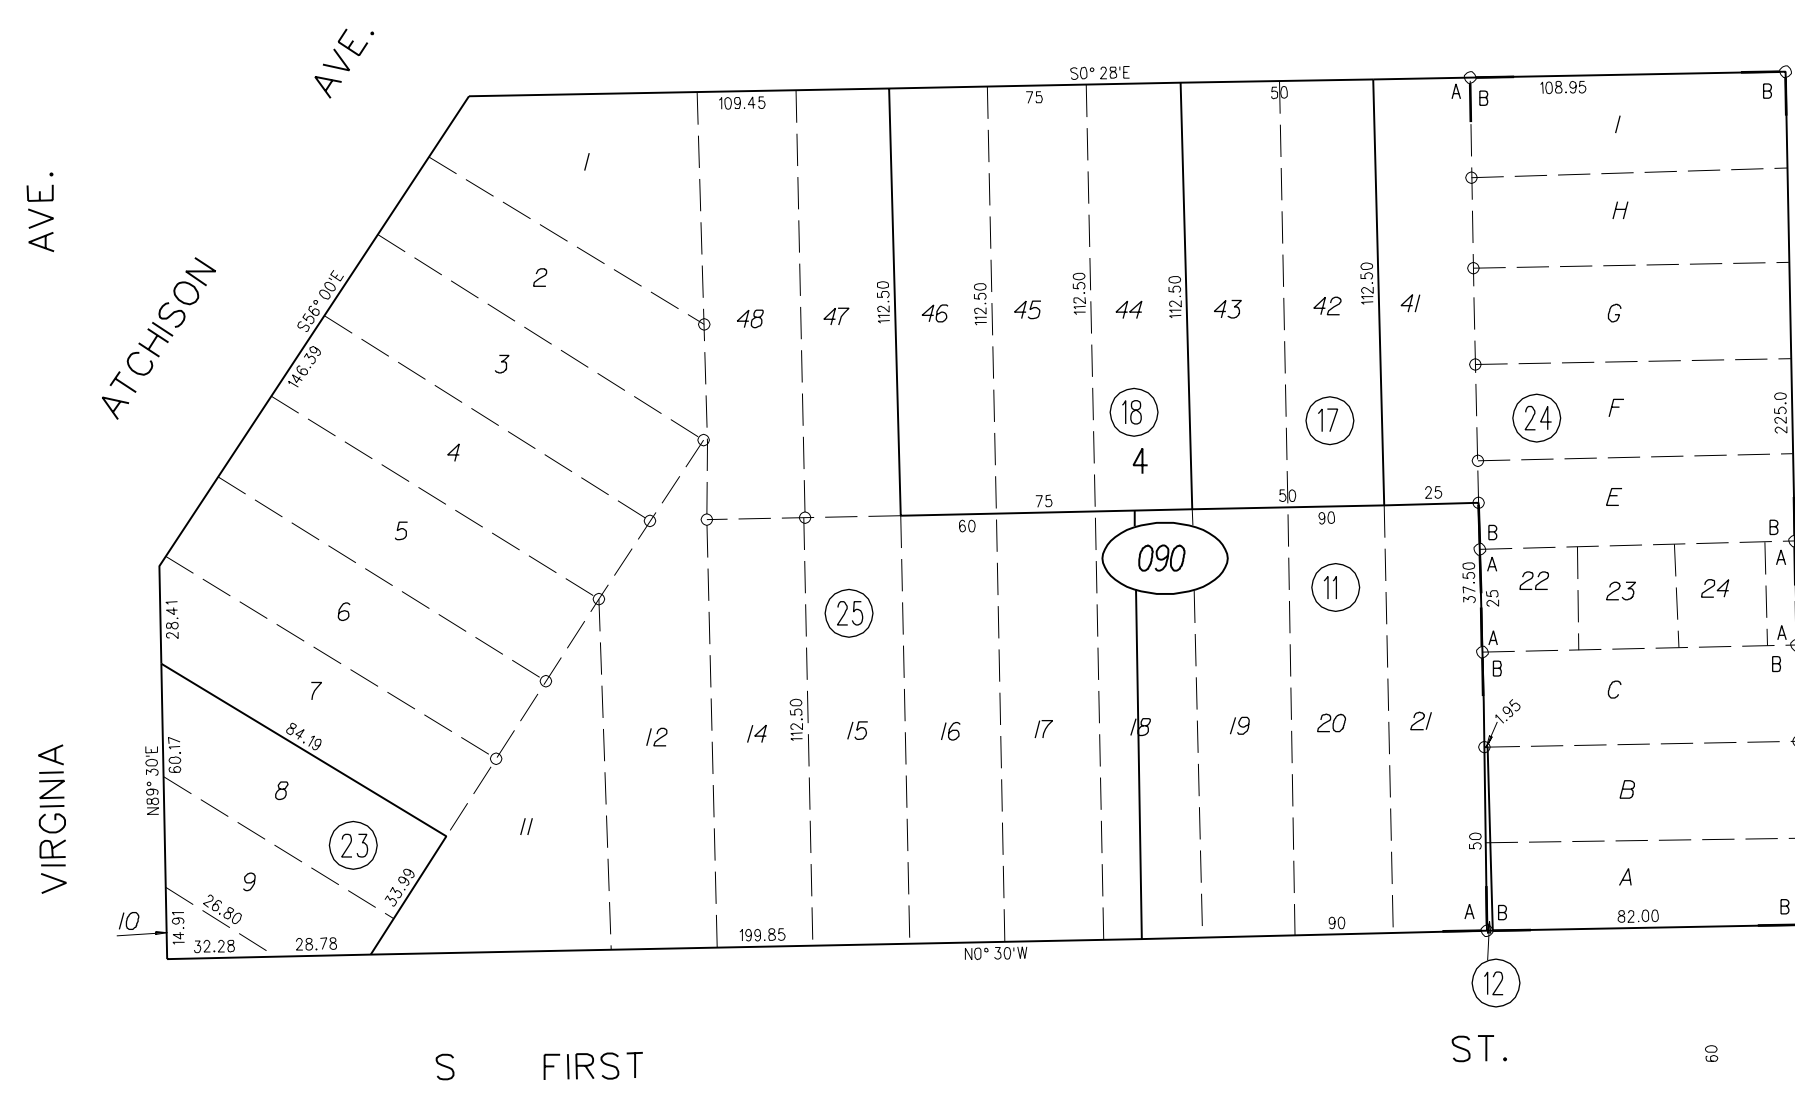 AVE.
AVE.
ATCHISON
VIRGINIA
S FIRST ST.
60
S0° 28'E
109.45
75
50
108.95
A B
B
1
2
3
4
5
6
7
8
9
10
11
12
14
15
16
17
18
19
20
21
48
47
46
45
44
43
42
41
112.50
112.50
112.50
112.50
112.50
112.50
S56° 00'E
146.39
28.41
N89° 30'E
60.17
84.19
33.99
26.80
14.91
32.28
28.78
199.85
N0° 30'W
90
82.00
18
4
17
24
25
090
11
23
12
75
50
25
60
90
I
H
G
F
225.0
E
B
A
37.50
25
22
23
24
B
A
A
B
A
B
C
1.95
B
50
A
A B
B